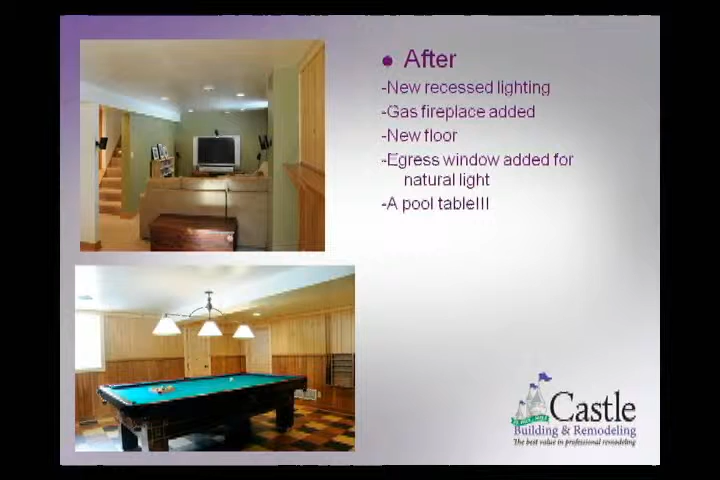 • After
-New recessed lighting
-Gas fireplace added
-New floor
-Egress window added for
natural light
-A pool table!!!
Castle
Building & Remodeling
The best value in professional remodeling